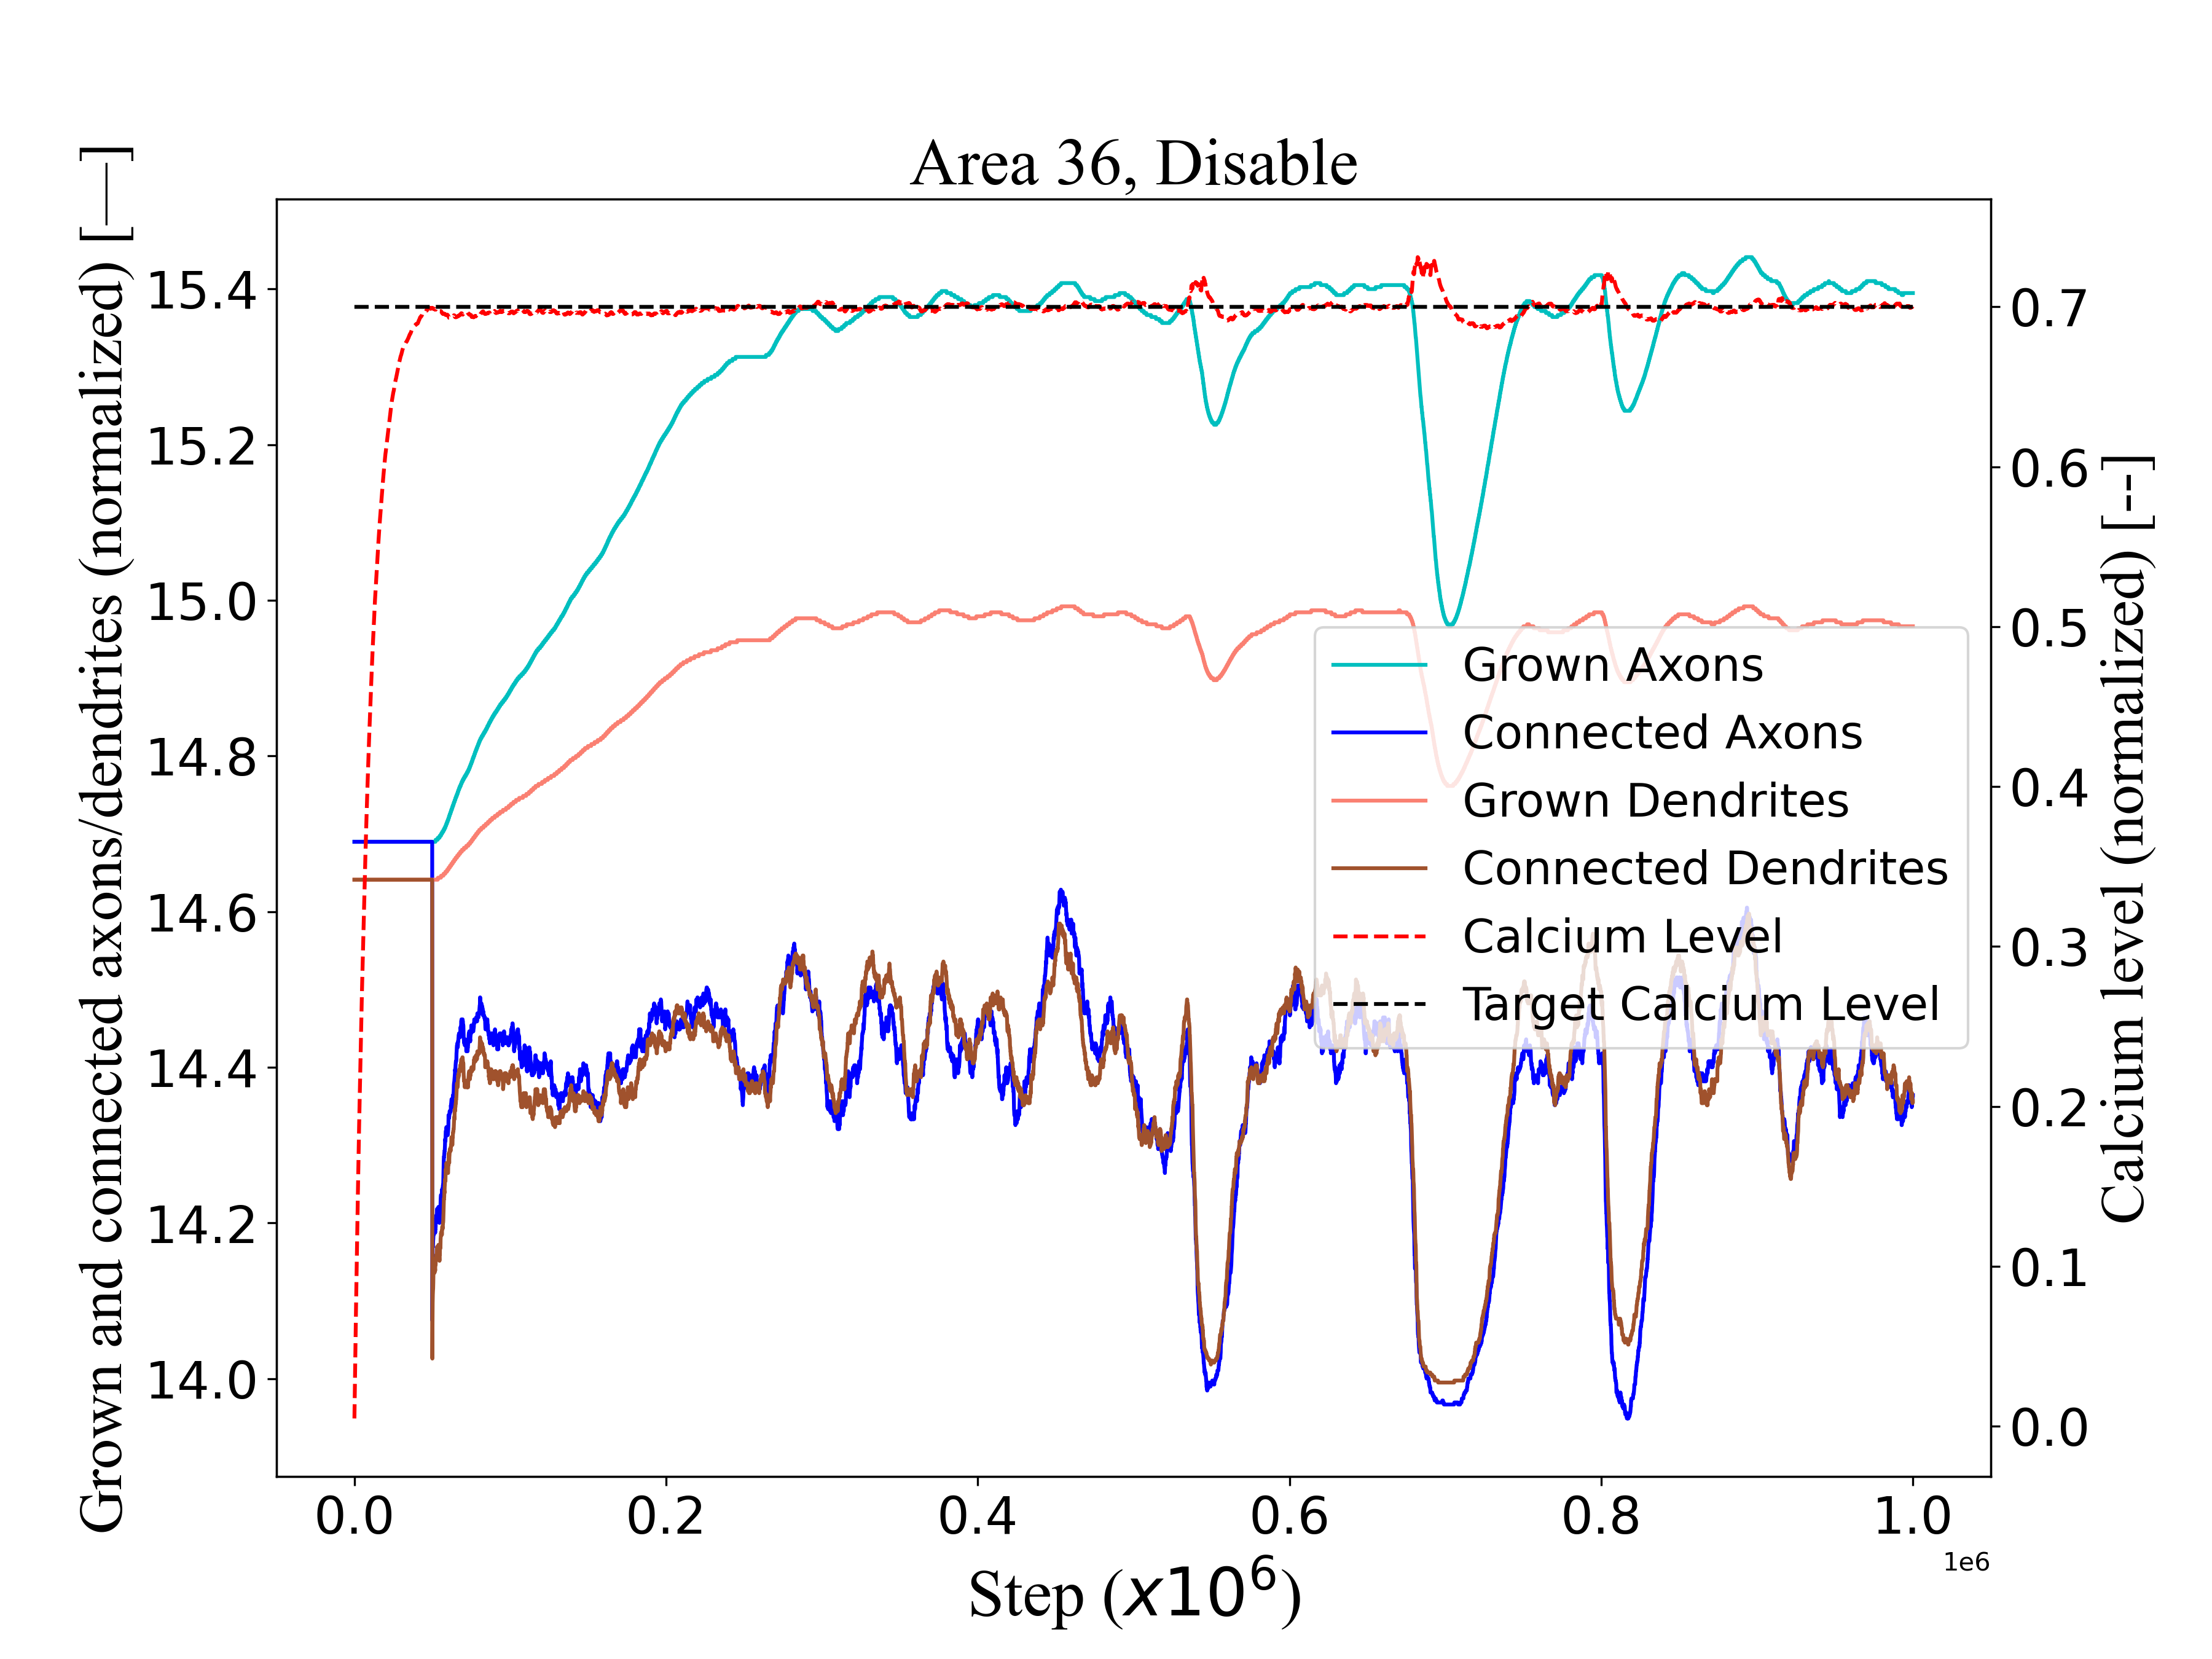 Area 36, Disable
Grown and connected axons/dendrites (normalized) [—]
15.4
15.2
15.0
14.8
14.6
14.4
14.2
14.0
Grown Axons
Connected Axons
Grown Dendrites
Connected Dendrites
Calcium Level
Target Calcium Level
0.7
0.6
0.5
0.4
0.3
0.2
0.1
0.0
Calcium level (normalized) [--]
0.0 0.2 0.4 0.6 0.8 1.0
1e6
Step (x10⁶)